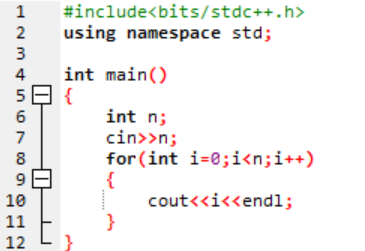 1 #include<bits/stdc++.h>
2 using namespace std;
3
4 int main()
5 {
6 int n;
7 cin>>n;
8 for(int i=0;i<n;i++)
9 {
10 cout<<i<<endl;
11 }
12 }